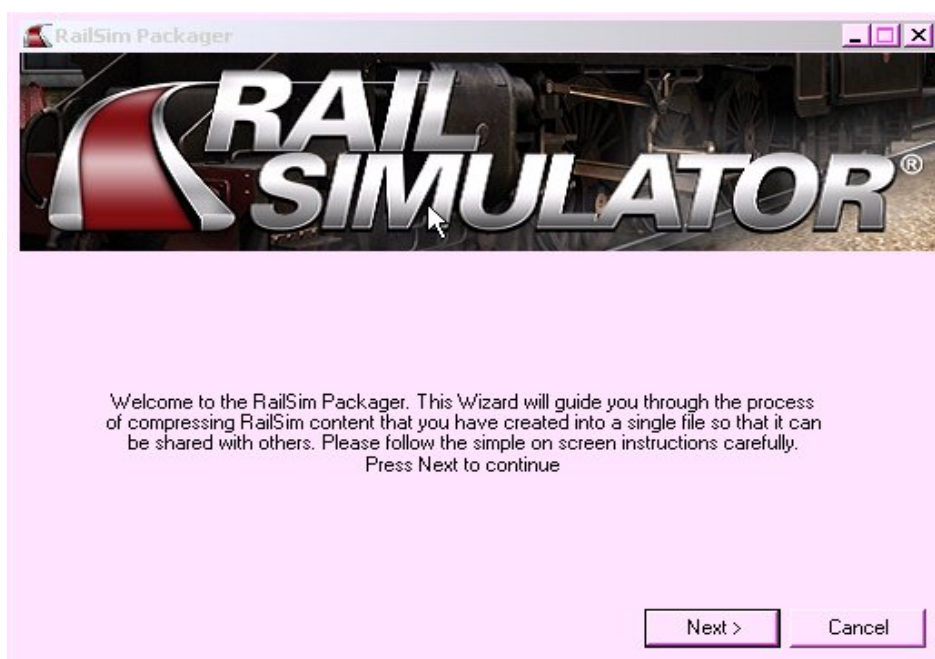 RailSim Packager
RAIL
SIMULATOR®
Welcome to the RailSim Packager. This Wizard will guide you through the process
of compressing RailSim content that you have created into a single file so that it can
be shared with others. Please follow the simple on screen instructions carefully.
Press Next to continue
Next > Cancel